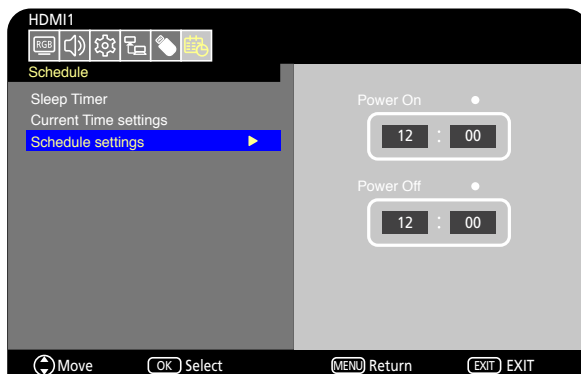 HDMI1
RGB
Schedule
Sleep Timer
Current Time settings
Schedule settings
Power On
12 : 00
Power Off
12 : 00
Move OK Select MENU Return EXIT EXIT